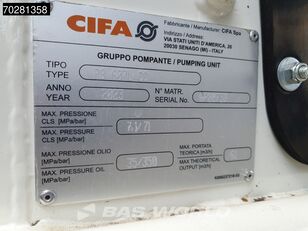 70281358
CIFA
Fabbricante / Manufacturer: CIFA Spa
Indirizzo / Address:
VIA STATI UNITI D'AMERICA, 26
20030 SENAGO (MI) - ITALY
GRUPPO POMPANTE / PUMPING UNIT
TIPO
TYPE
ANNO
YEAR
N° MATR.
SERIAL No.
MAX. PRESSIONE
CLS [MPa/bar]
MAX. PRESSURE
CLS [MPa/bar]
MAX. PRESSIONE OLIO
[MPa/bar]
MAX. PRESSURE OIL
[MPa/bar]
35/350
MAX. PORTATA
TEORICA [m3/h]
MAX THEORETICAL
OUTPUT [m3/h]
BAS WORLD